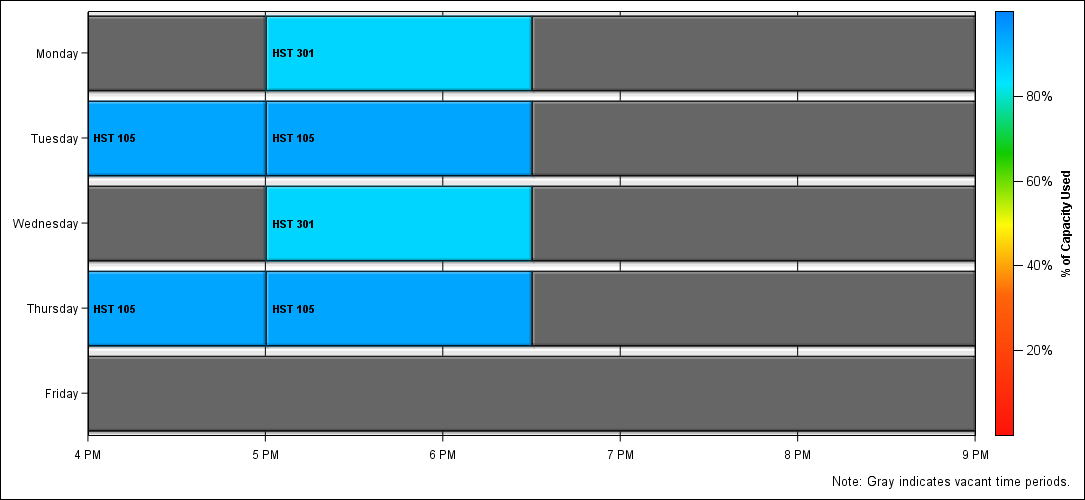 Monday
HST 301
Tuesday
HST 105 HST 105
Wednesday
HST 301
Thursday
HST 105 HST 105
Friday
4 PM 5 PM 6 PM 7 PM 8 PM 9 PM
80%
60%
40%
20%
% of Capacity Used
Note: Gray indicates vacant time periods.